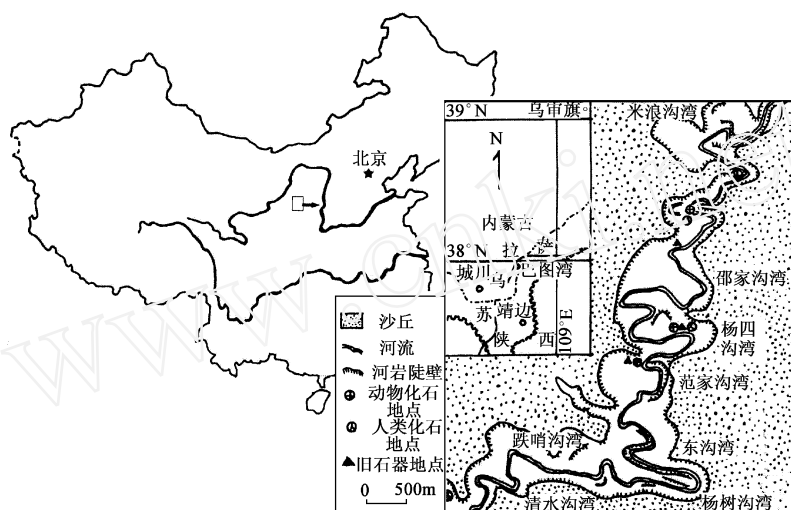 北京
39°N 乌审旗
N
内蒙古
38°N 拉 萨
城川 乌 巴图湾
苏 靖边
陕 西
109°E
米浪沟湾
邵家沟湾
杨四
沟湾
范家沟湾
东沟湾
跌哨沟湾
清水沟湾
杨树沟湾
沙丘
河流
河岩陡壁
动物化石
地点
人类化石
地点
旧石器地点
0 500m
www.cnki.net